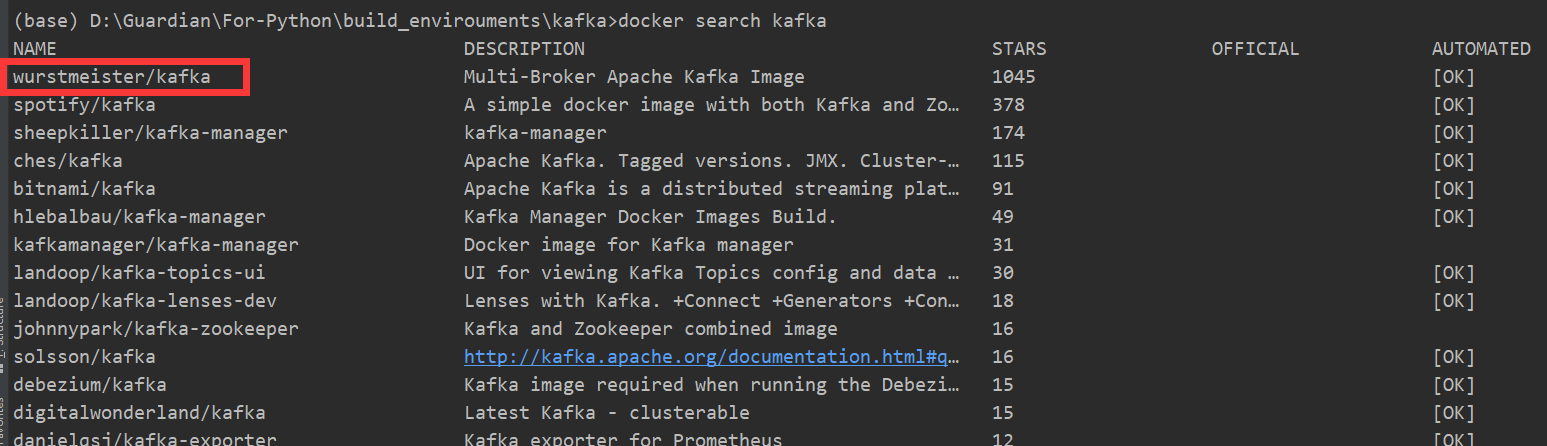 (base) D:\Guardian\For-Python\build_envirouments\kafka>docker search kafka
NAME DESCRIPTION STARS OFFICIAL AUTOMATED
wurstmeister/kafka Multi-Broker Apache Kafka Image 1045 [OK]
spotify/kafka A simple docker image with both Kafka and Zo… 378 [OK]
sheepkiller/kafka-manager kafka-manager 174 [OK]
ches/kafka Apache Kafka. Tagged versions. JMX. Cluster-… 115 [OK]
bitnami/kafka Apache Kafka is a distributed streaming plat… 91 [OK]
hlebalbau/kafka-manager Kafka Manager Docker Images Build. 49 [OK]
kafkamanager/kafka-manager Docker image for Kafka manager 31
landoop/kafka-topics-ui UI for viewing Kafka Topics config and data … 30 [OK]
landoop/kafka-lenses-dev Lenses with Kafka. +Connect +Generators +Con… 18 [OK]
johnnypark/kafka-zookeeper Kafka and Zookeeper combined image 16
solsson/kafka http://kafka.apache.org/documentation.html#q… 16 [OK]
debezium/kafka Kafka image required when running the Debezi… 15 [OK]
digitalwonderland/kafka Latest Kafka - clusterable 15 [OK]
danielqsj/kafka-exporter Kafka exporter for Prometheus 12 [OK]